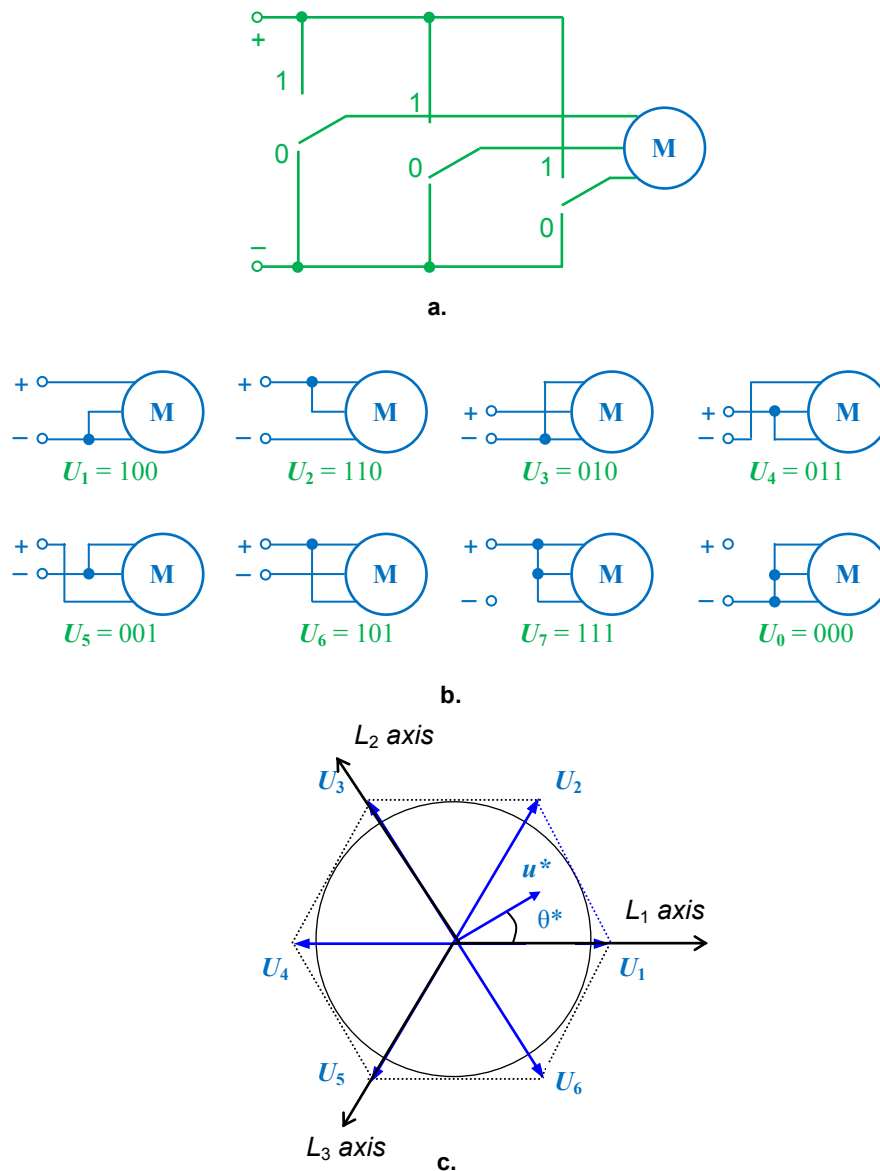 +
1
1
0
M
0
1
0
−
a.
+ + + +
M M M M
− − − −
U₁ = 100 U₂ = 110 U₃ = 010 U₄ = 011
+ + + +
M M M M
− − − −
U₅ = 001 U₆ = 101 U₇ = 111 U₀ = 000
b.
L₂ axis
U₃ U₂
u*
L₁ axis
θ*
U₄ U₁
U₅ U₆
L₃ axis
c.